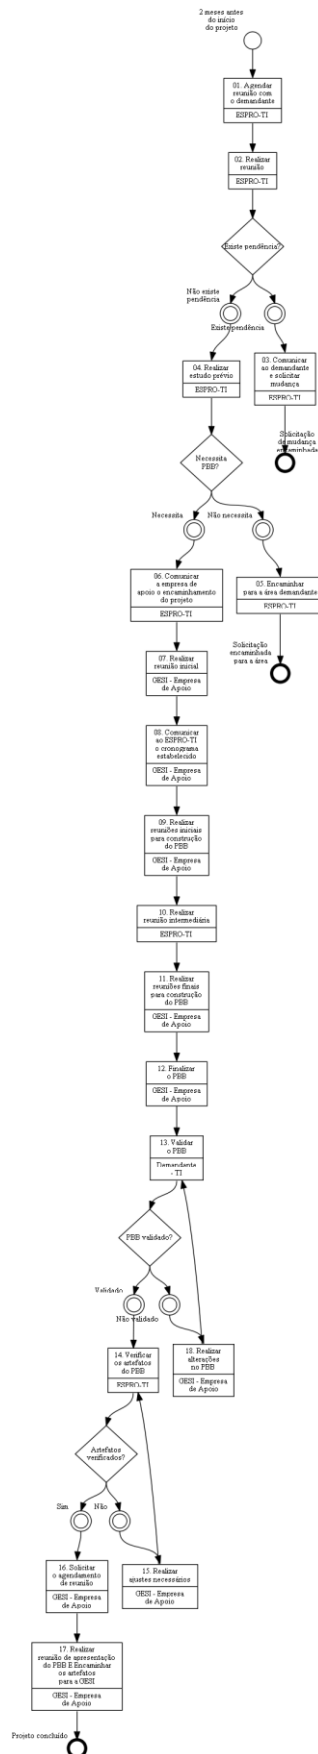 2 meses antes
do início
do projeto
01. Agendar
reunião com
o demandante
ESPRO-TI
02. Realizar
reunião
ESPRO-TI
Existe pendência?
Não existe
pendência
Existe pendência
04. Realizar
estudo prévio
ESPRO-TI
03. Comunicar
ao demandante
e solicitar
mudança
ESPRO-TI
Solicitação
de mudança
encaminhada
Necessita
PBB?
Necessita
Não necessita
06. Comunicar
a empresa de
apoio o encaminhamento
do projeto
ESPRO-TI
05. Encaminhar
para a área demandante
ESPRO-TI
Solicitação
encaminhada
para a área
07. Realizar
reunião inicial
GESI - Empresa
de Apoio
08. Comunicar
ao ESPRO-TI
o cronograma
estabelecido
GESI - Empresa
de Apoio
09. Realizar
reuniões iniciais
para construção
do PBB
GESI - Empresa
de Apoio
10. Realizar
reunião intermediária
ESPRO-TI
11. Realizar
reuniões finais
para construção
do PBB
GESI - Empresa
de Apoio
12. Finalizar
o PBB
GESI - Empresa
de Apoio
13. Validar
o PBB
Demandante
- TI
PBB validado?
Validado
Não validado
14. Verificar
os artefatos
do PBB
ESPRO-TI
18. Realizar
alterações
no PBB
GESI - Empresa
de Apoio
Artefatos
verificados?
Sim
Não
16. Solicitar
o agendamento
de reunião
GESI - Empresa
de Apoio
15. Realizar
ajustes necessários
GESI - Empresa
de Apoio
17. Realizar
reunião de apresentação
do PBB E Encaminhar
os artefatos
para a GESI
GESI - Empresa
de Apoio
Projeto concluído